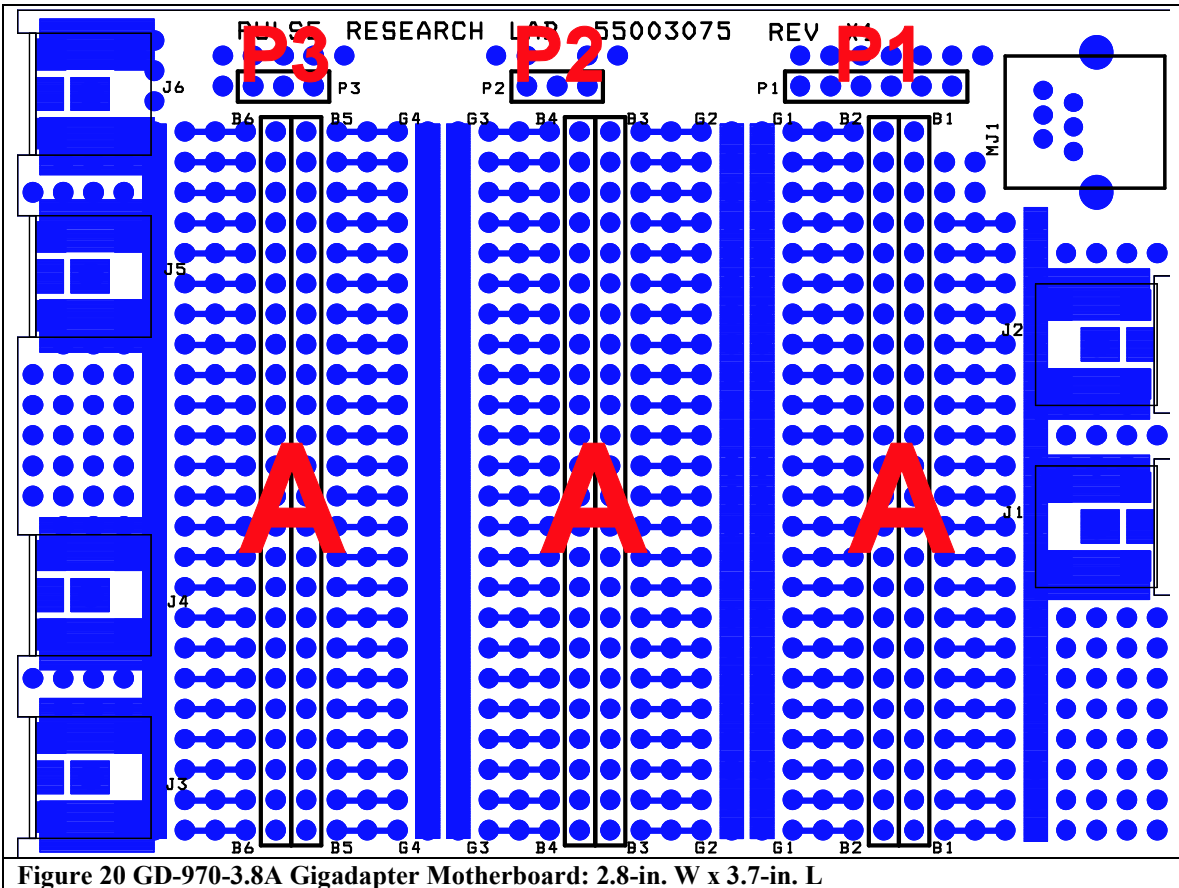 PULSE RESEARCH LAB 55003075 REV X1
P3 P2 P1
J6 P3 P2 P1
B6 B5 G4 G3 B4 B3 G2 G1 B2 B1
MJ1
J5
J2
A A A
J1
J4
J3
B6 B5 G4 G3 B4 B3 G2 G1 B2 B1
Figure 20 GD-970-3.8A Gigadapter Motherboard: 2.8-in. W x 3.7-in. L